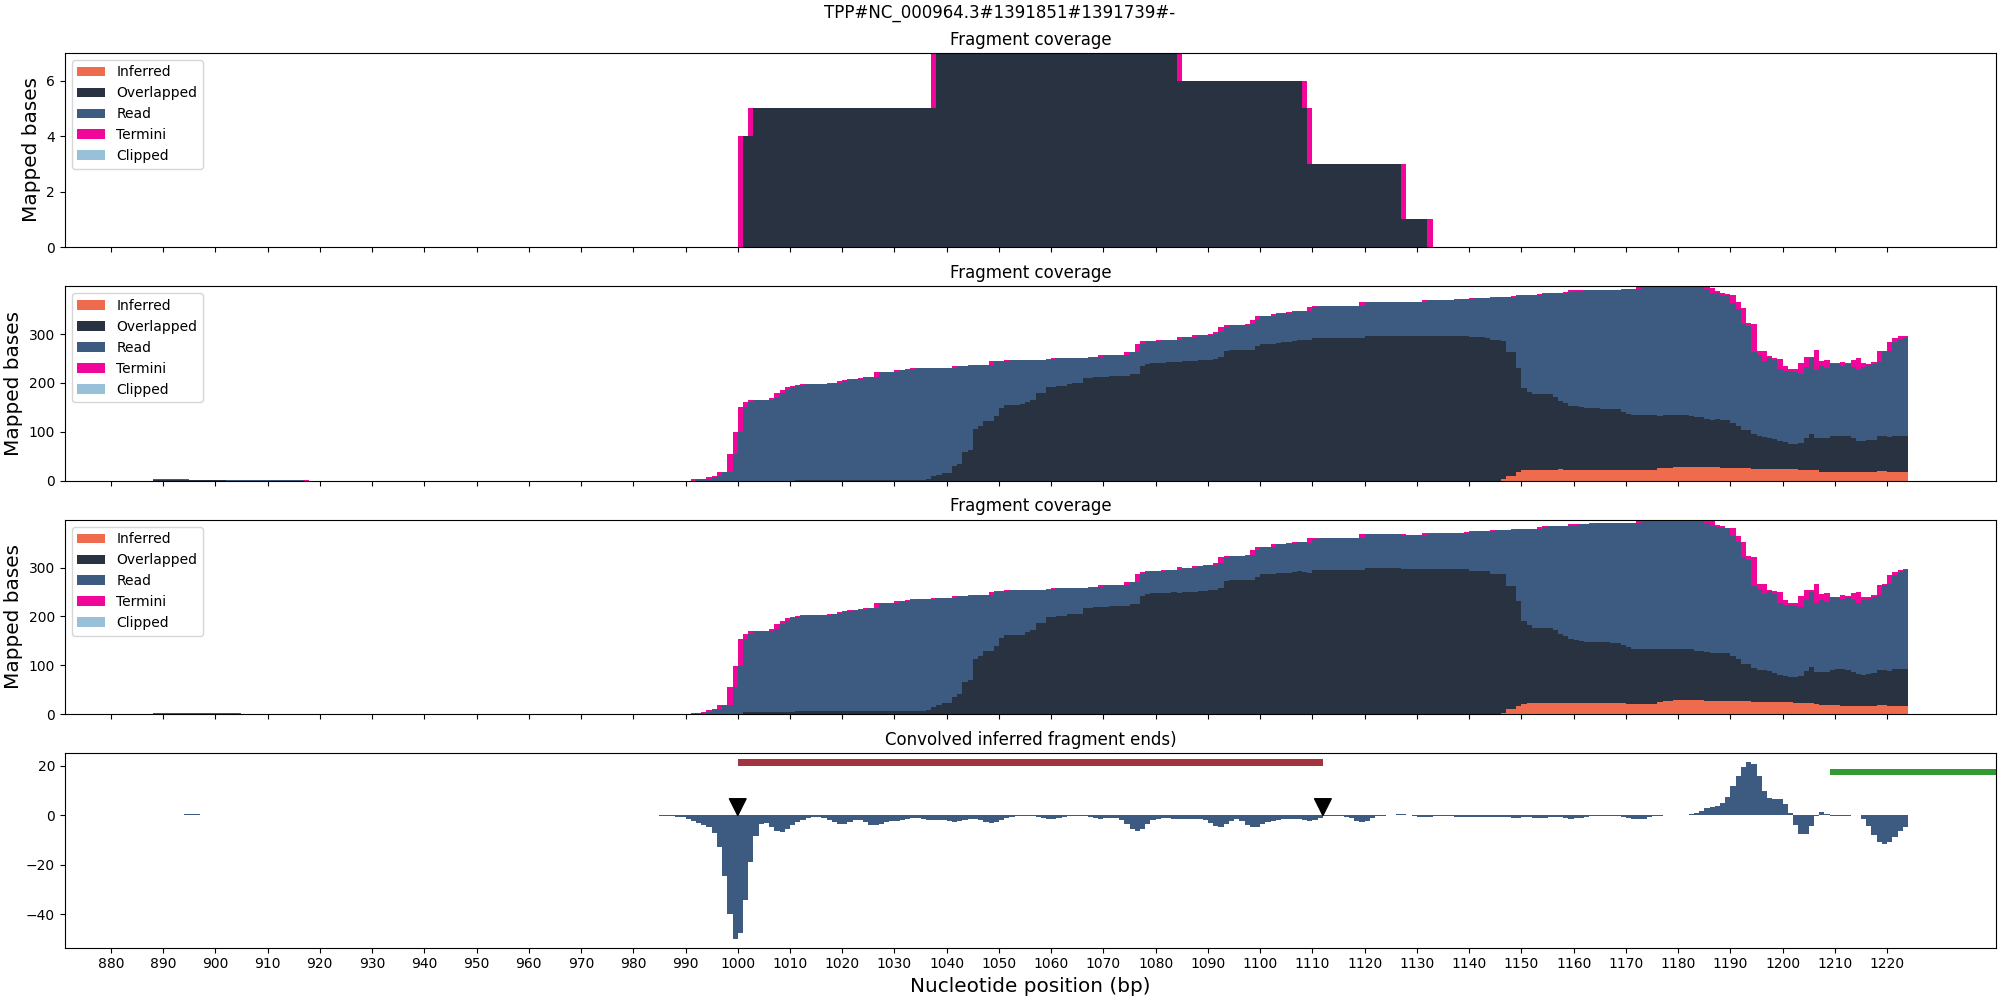 TPP#NC_000964.3#1391851#1391739#-
Fragment coverage
Mapped bases
6
4
2
0
Inferred
Overlapped
Read
Termini
Clipped
Fragment coverage
Mapped bases
300
200
100
0
Inferred
Overlapped
Read
Termini
Clipped
Fragment coverage
Mapped bases
300
200
100
0
Inferred
Overlapped
Read
Termini
Clipped
Convolved inferred fragment ends)
20
0
−20
−40
880 890 900 910 920 930 940 950 960 970 980 990 1000 1010 1020 1030 1040 1050 1060 1070 1080 1090 1100 1110 1120 1130 1140 1150 1160 1170 1180 1190 1200 1210 1220
Nucleotide position (bp)